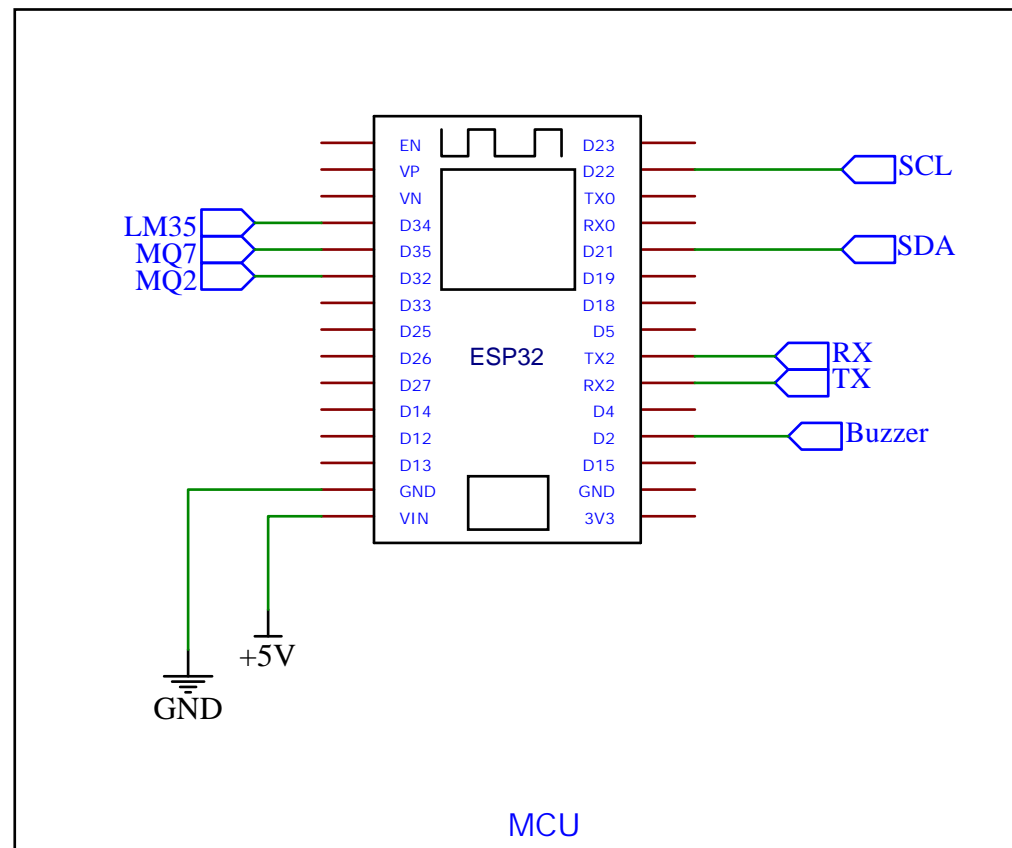 EN D23
VP D22 SCL
VN TX0
LM35 D34 RX0
MQ7 D35 D21 SDA
MQ2 D32 D19
D33 D18
D25 D5
D26 ESP32 TX2 RX
D27 RX2 TX
D14 D4
D12 D2 Buzzer
D13 D15
GND GND
VIN 3V3
+5V
GND
MCU